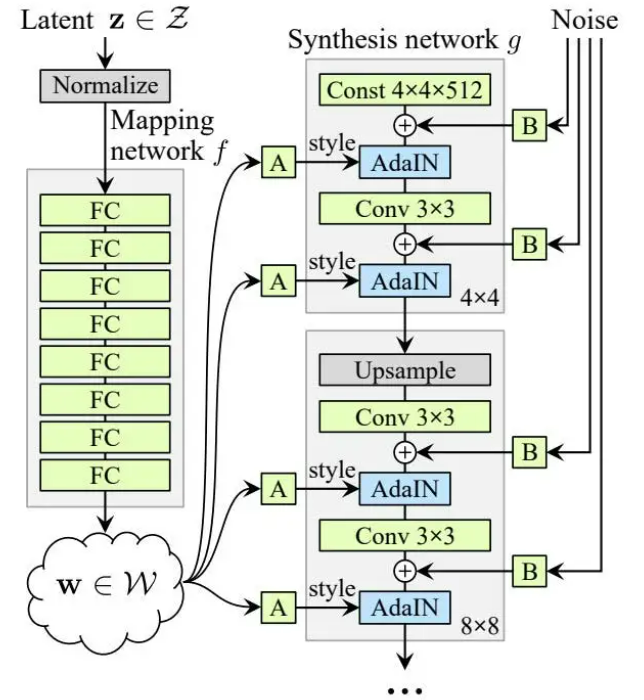 Latent z ∈ 𝒵
Normalize
Mapping
network f
FC
FC
FC
FC
FC
FC
FC
FC
w ∈ 𝒲
Synthesis network g
Noise
Const 4×4×512
B
A
style
AdaIN
Conv 3×3
B
A
style
AdaIN
4×4
Upsample
Conv 3×3
B
A
style
AdaIN
Conv 3×3
B
A
style
AdaIN
8×8
...